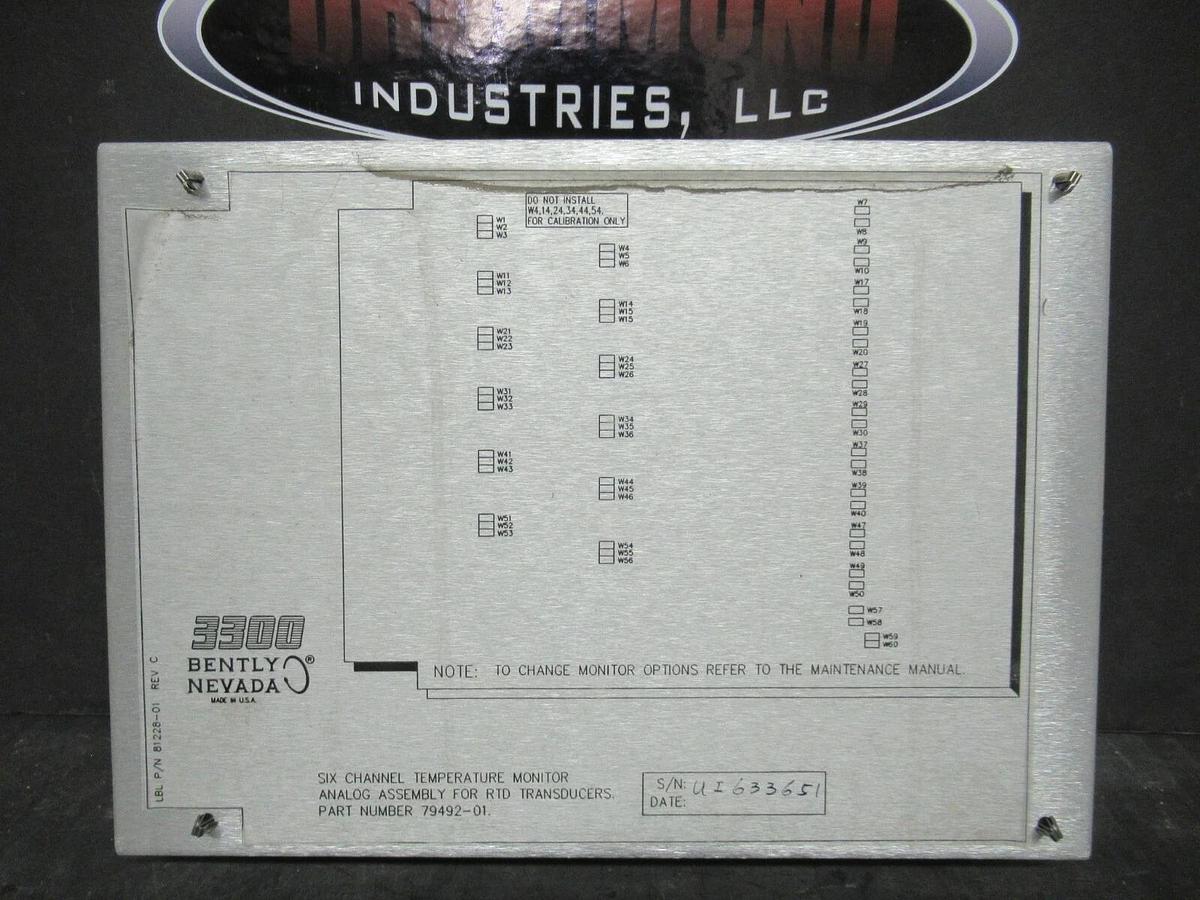 DRUMMOND
INDUSTRIES, LLC
DO NOT INSTALL
W4,14,24,34,44,54,
FOR CALIBRATION ONLY
W1
W2
W3
W4
W5
W6
W11
W12
W13
W14
W15
W15
W21
W22
W23
W24
W25
W26
W31
W32
W33
W34
W35
W36
W41
W42
W43
W44
W45
W46
W51
W52
W53
W54
W55
W56
W7
W8
W9
W10
W17
W18
W19
W20
W27
W28
W29
W30
W37
W38
W39
W40
W47
W48
W49
W50
W57
W58
W59
W60
NOTE: TO CHANGE MONITOR OPTIONS REFER TO THE MAINTENANCE MANUAL.
3300
BENTLY
NEVADA ®
MADE IN U.S.A.
LBL P/N 81228-01 REV C
SIX CHANNEL TEMPERATURE MONITOR
ANALOG ASSEMBLY FOR RTD TRANSDUCERS.
PART NUMBER 79492-01.
S/N: UI633651
DATE: